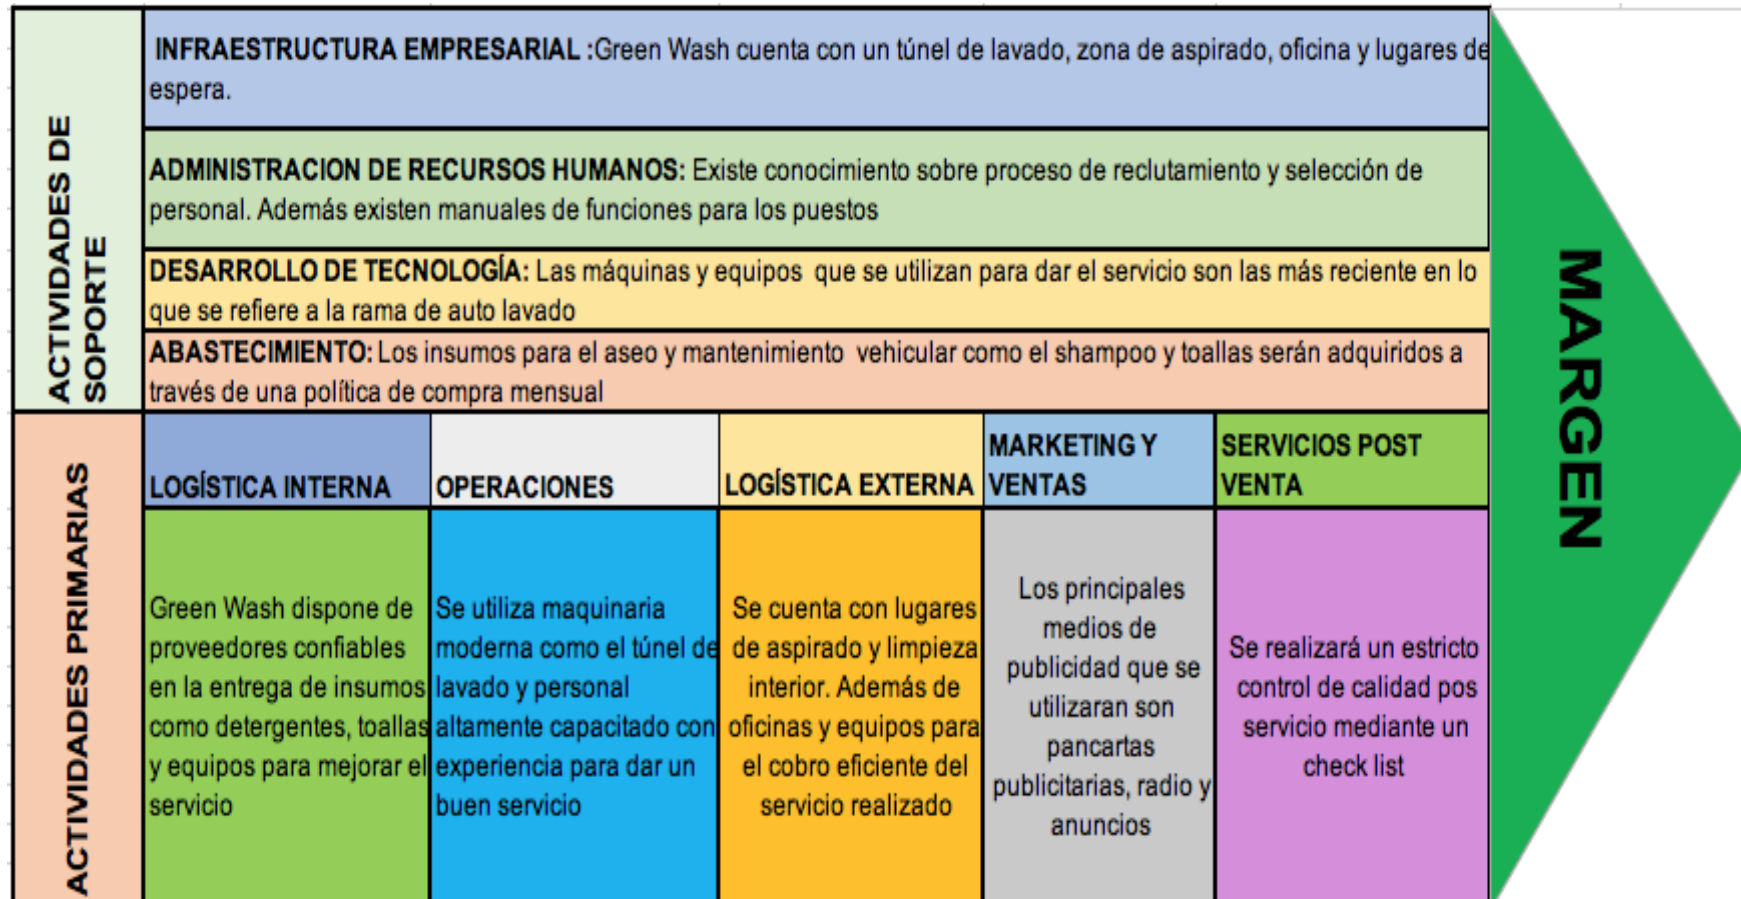 ACTIVIDADES DE
SOPORTE
INFRAESTRUCTURA EMPRESARIAL :Green Wash cuenta con un túnel de lavado, zona de aspirado, oficina y lugares de
espera.
ADMINISTRACION DE RECURSOS HUMANOS: Existe conocimiento sobre proceso de reclutamiento y selección de
personal. Además existen manuales de funciones para los puestos
DESARROLLO DE TECNOLOGÍA: Las máquinas y equipos que se utilizan para dar el servicio son las más reciente en lo
que se refiere a la rama de auto lavado
ABASTECIMIENTO: Los insumos para el aseo y mantenimiento vehicular como el shampoo y toallas serán adquiridos a
través de una política de compra mensual
ACTIVIDADES PRIMARIAS
LOGÍSTICA INTERNA
Green Wash dispone de
proveedores confiables
en la entrega de insumos
como detergentes, toallas
y equipos para mejorar el
servicio
OPERACIONES
Se utiliza maquinaria
moderna como el túnel de
lavado y personal
altamente capacitado con
experiencia para dar un
buen servicio
LOGÍSTICA EXTERNA
Se cuenta con lugares
de aspirado y limpieza
interior. Además de
oficinas y equipos para
el cobro eficiente del
servicio realizado
MARKETING Y
VENTAS
Los principales
medios de
publicidad que se
utilizaran son
pancartas
publicitarias, radio y
anuncios
SERVICIOS POST
VENTA
Se realizará un estricto
control de calidad pos
servicio mediante un
check list
MARGEN